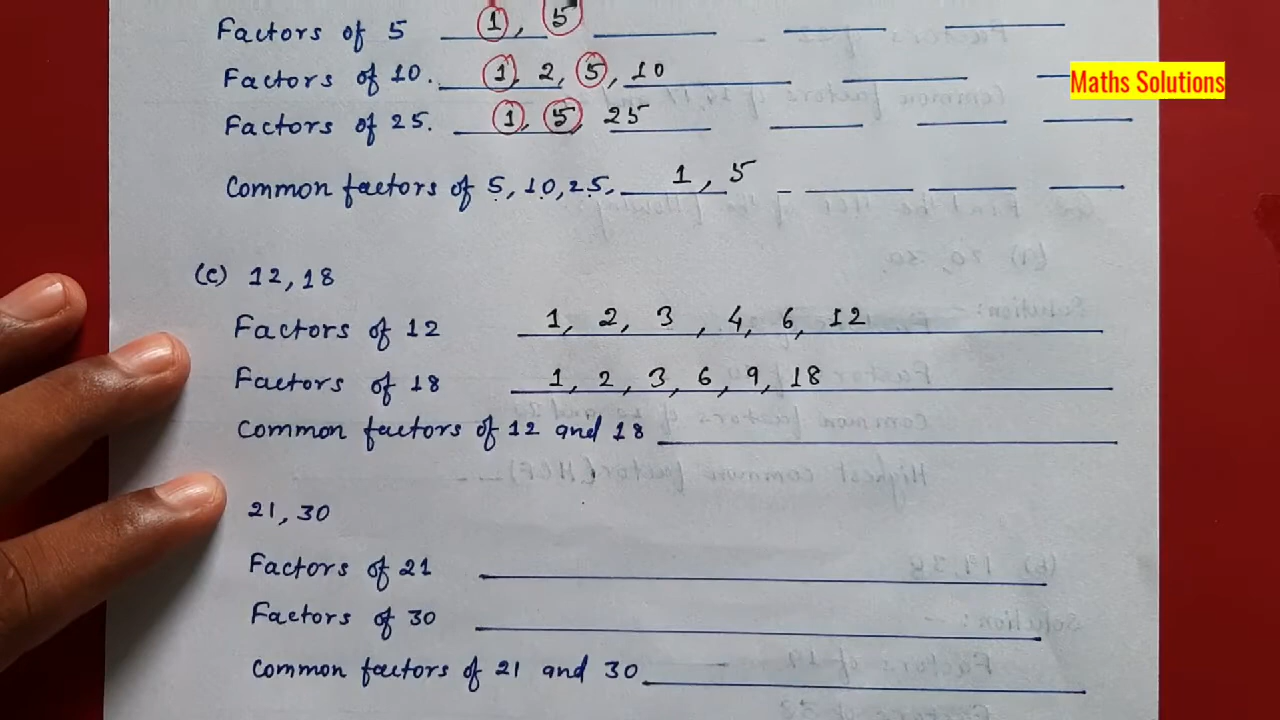 Factors of 5 1, 5
Factors of 10. 1, 2, 5, 10
Maths Solutions
Factors of 25. 1, 5, 25
Common factors of 5, 10, 25. 1, 5
(c) 12, 18
Factors of 12 1, 2, 3, 4, 6, 12
Factors of 18 1, 2, 3, 6, 9, 18
Common factors of 12 and 18
21, 30
Factors of 21
Factors of 30
Common factors of 21 and 30